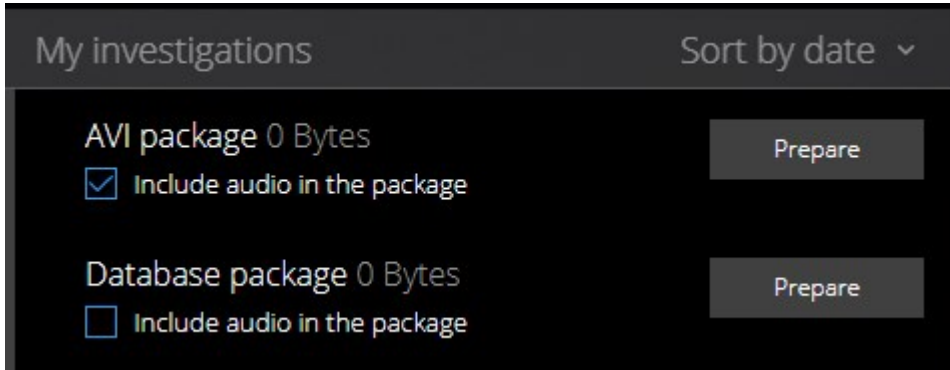 My investigations Sort by date
AVI package 0 Bytes Prepare
Include audio in the package
Database package 0 Bytes Prepare
Include audio in the package